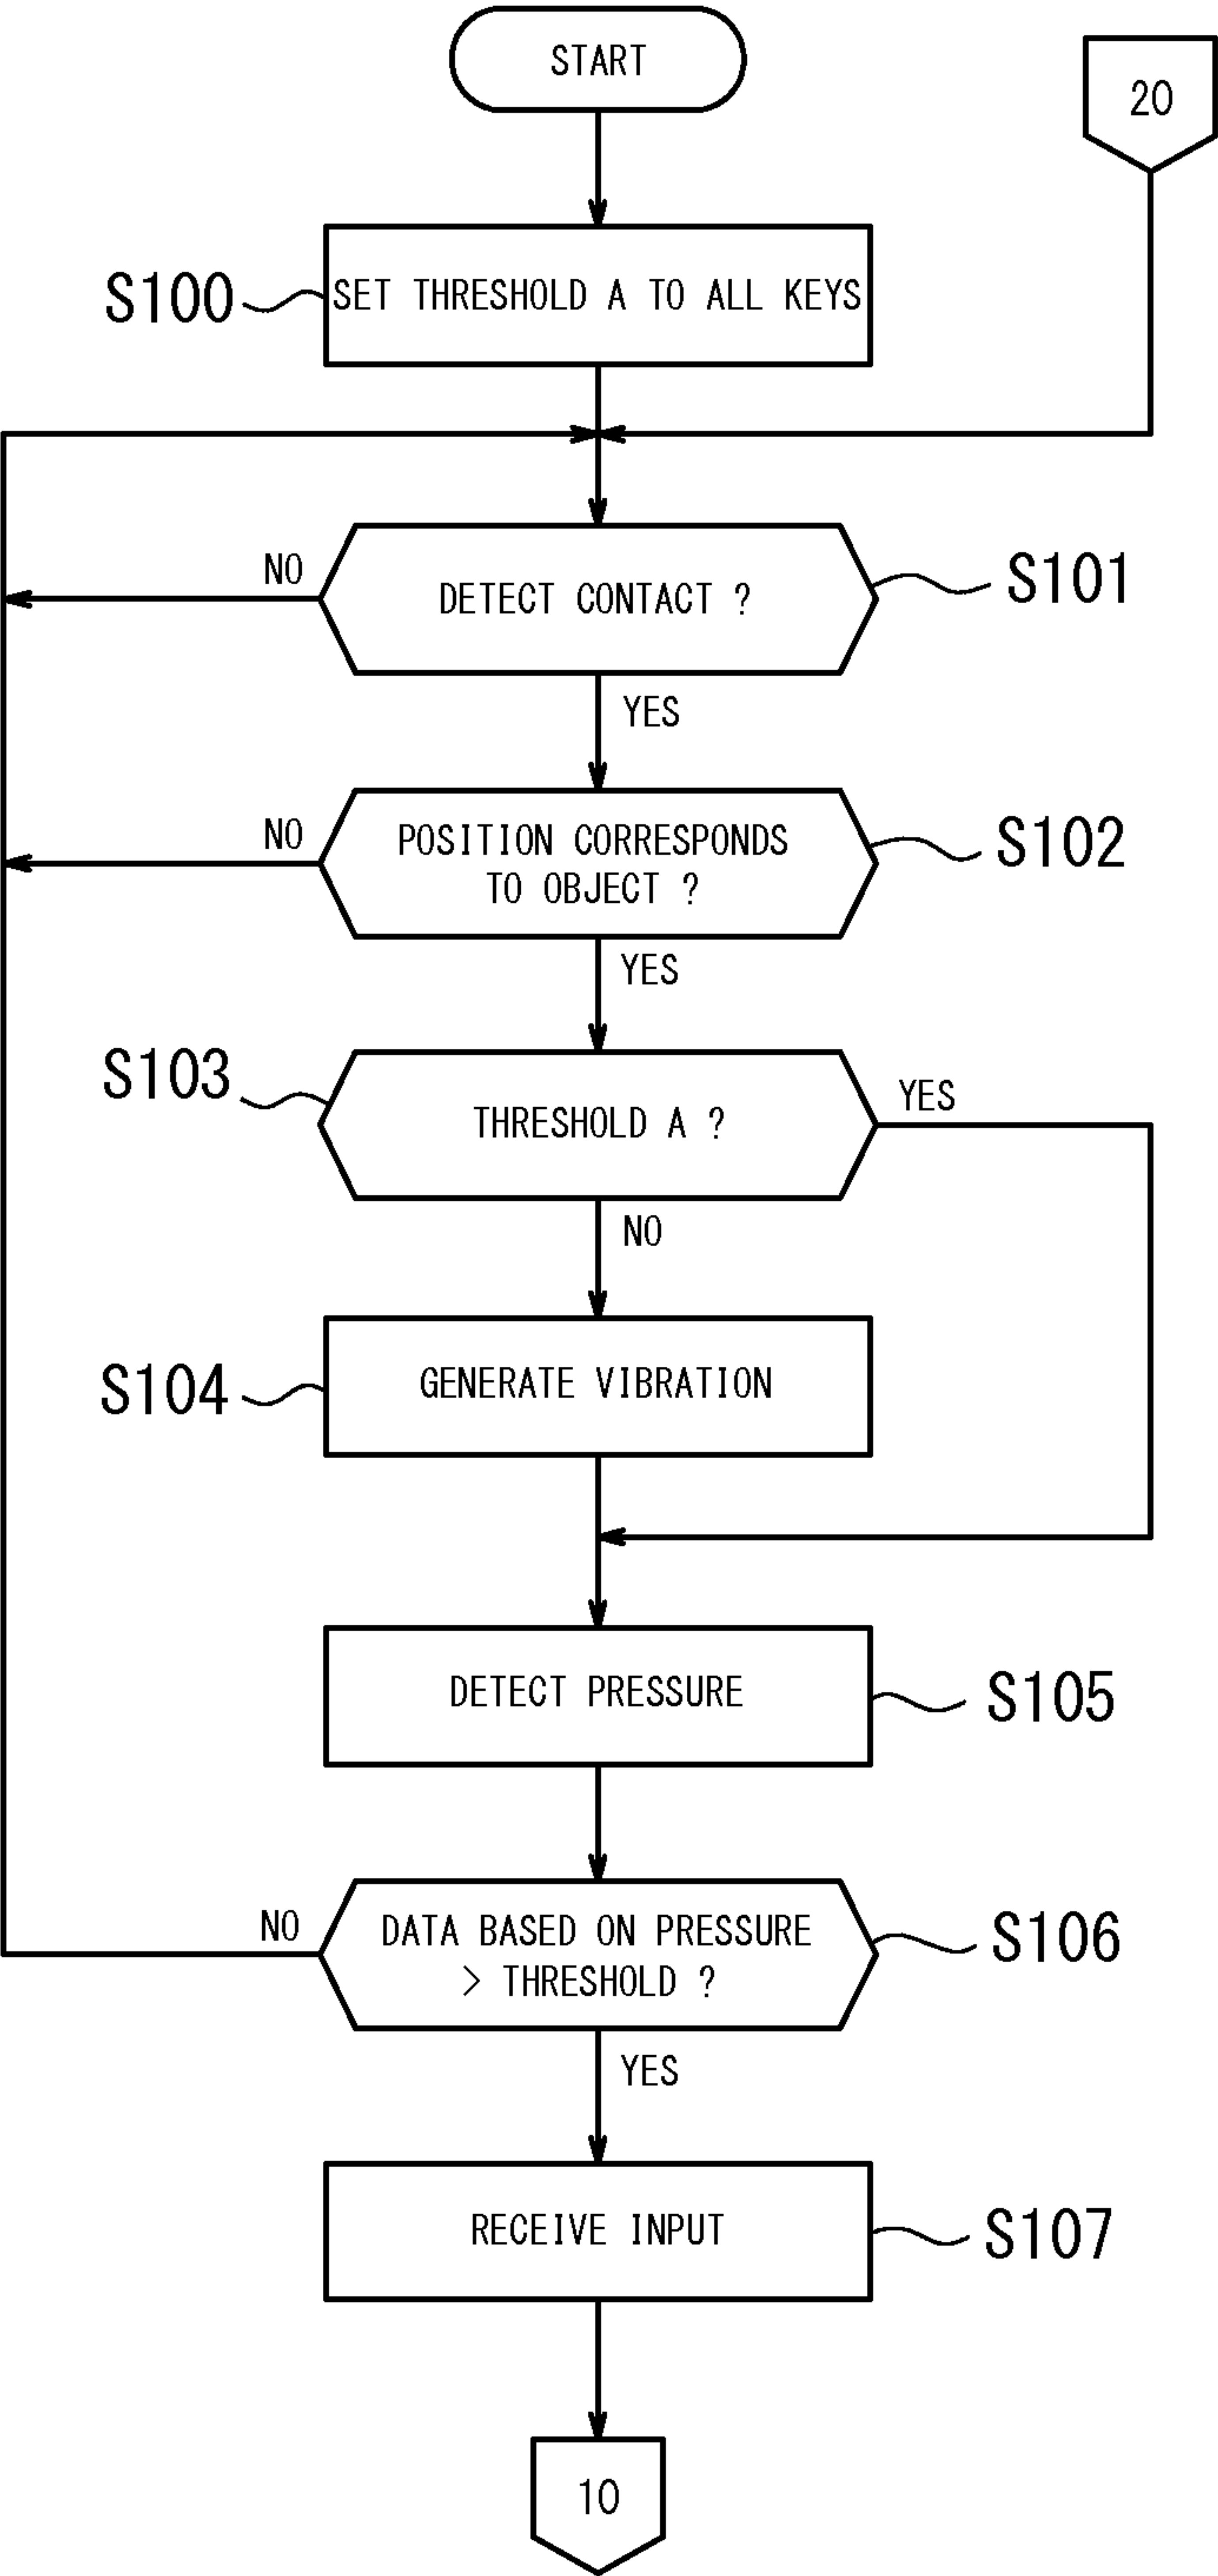 START
20
S100
SET THRESHOLD A TO ALL KEYS
NO
DETECT CONTACT ?
S101
YES
NO
POSITION CORRESPONDS
TO OBJECT ?
S102
YES
S103
THRESHOLD A ?
YES
NO
S104
GENERATE VIBRATION
DETECT PRESSURE
S105
NO
DATA BASED ON PRESSURE
> THRESHOLD ?
S106
YES
RECEIVE INPUT
S107
10